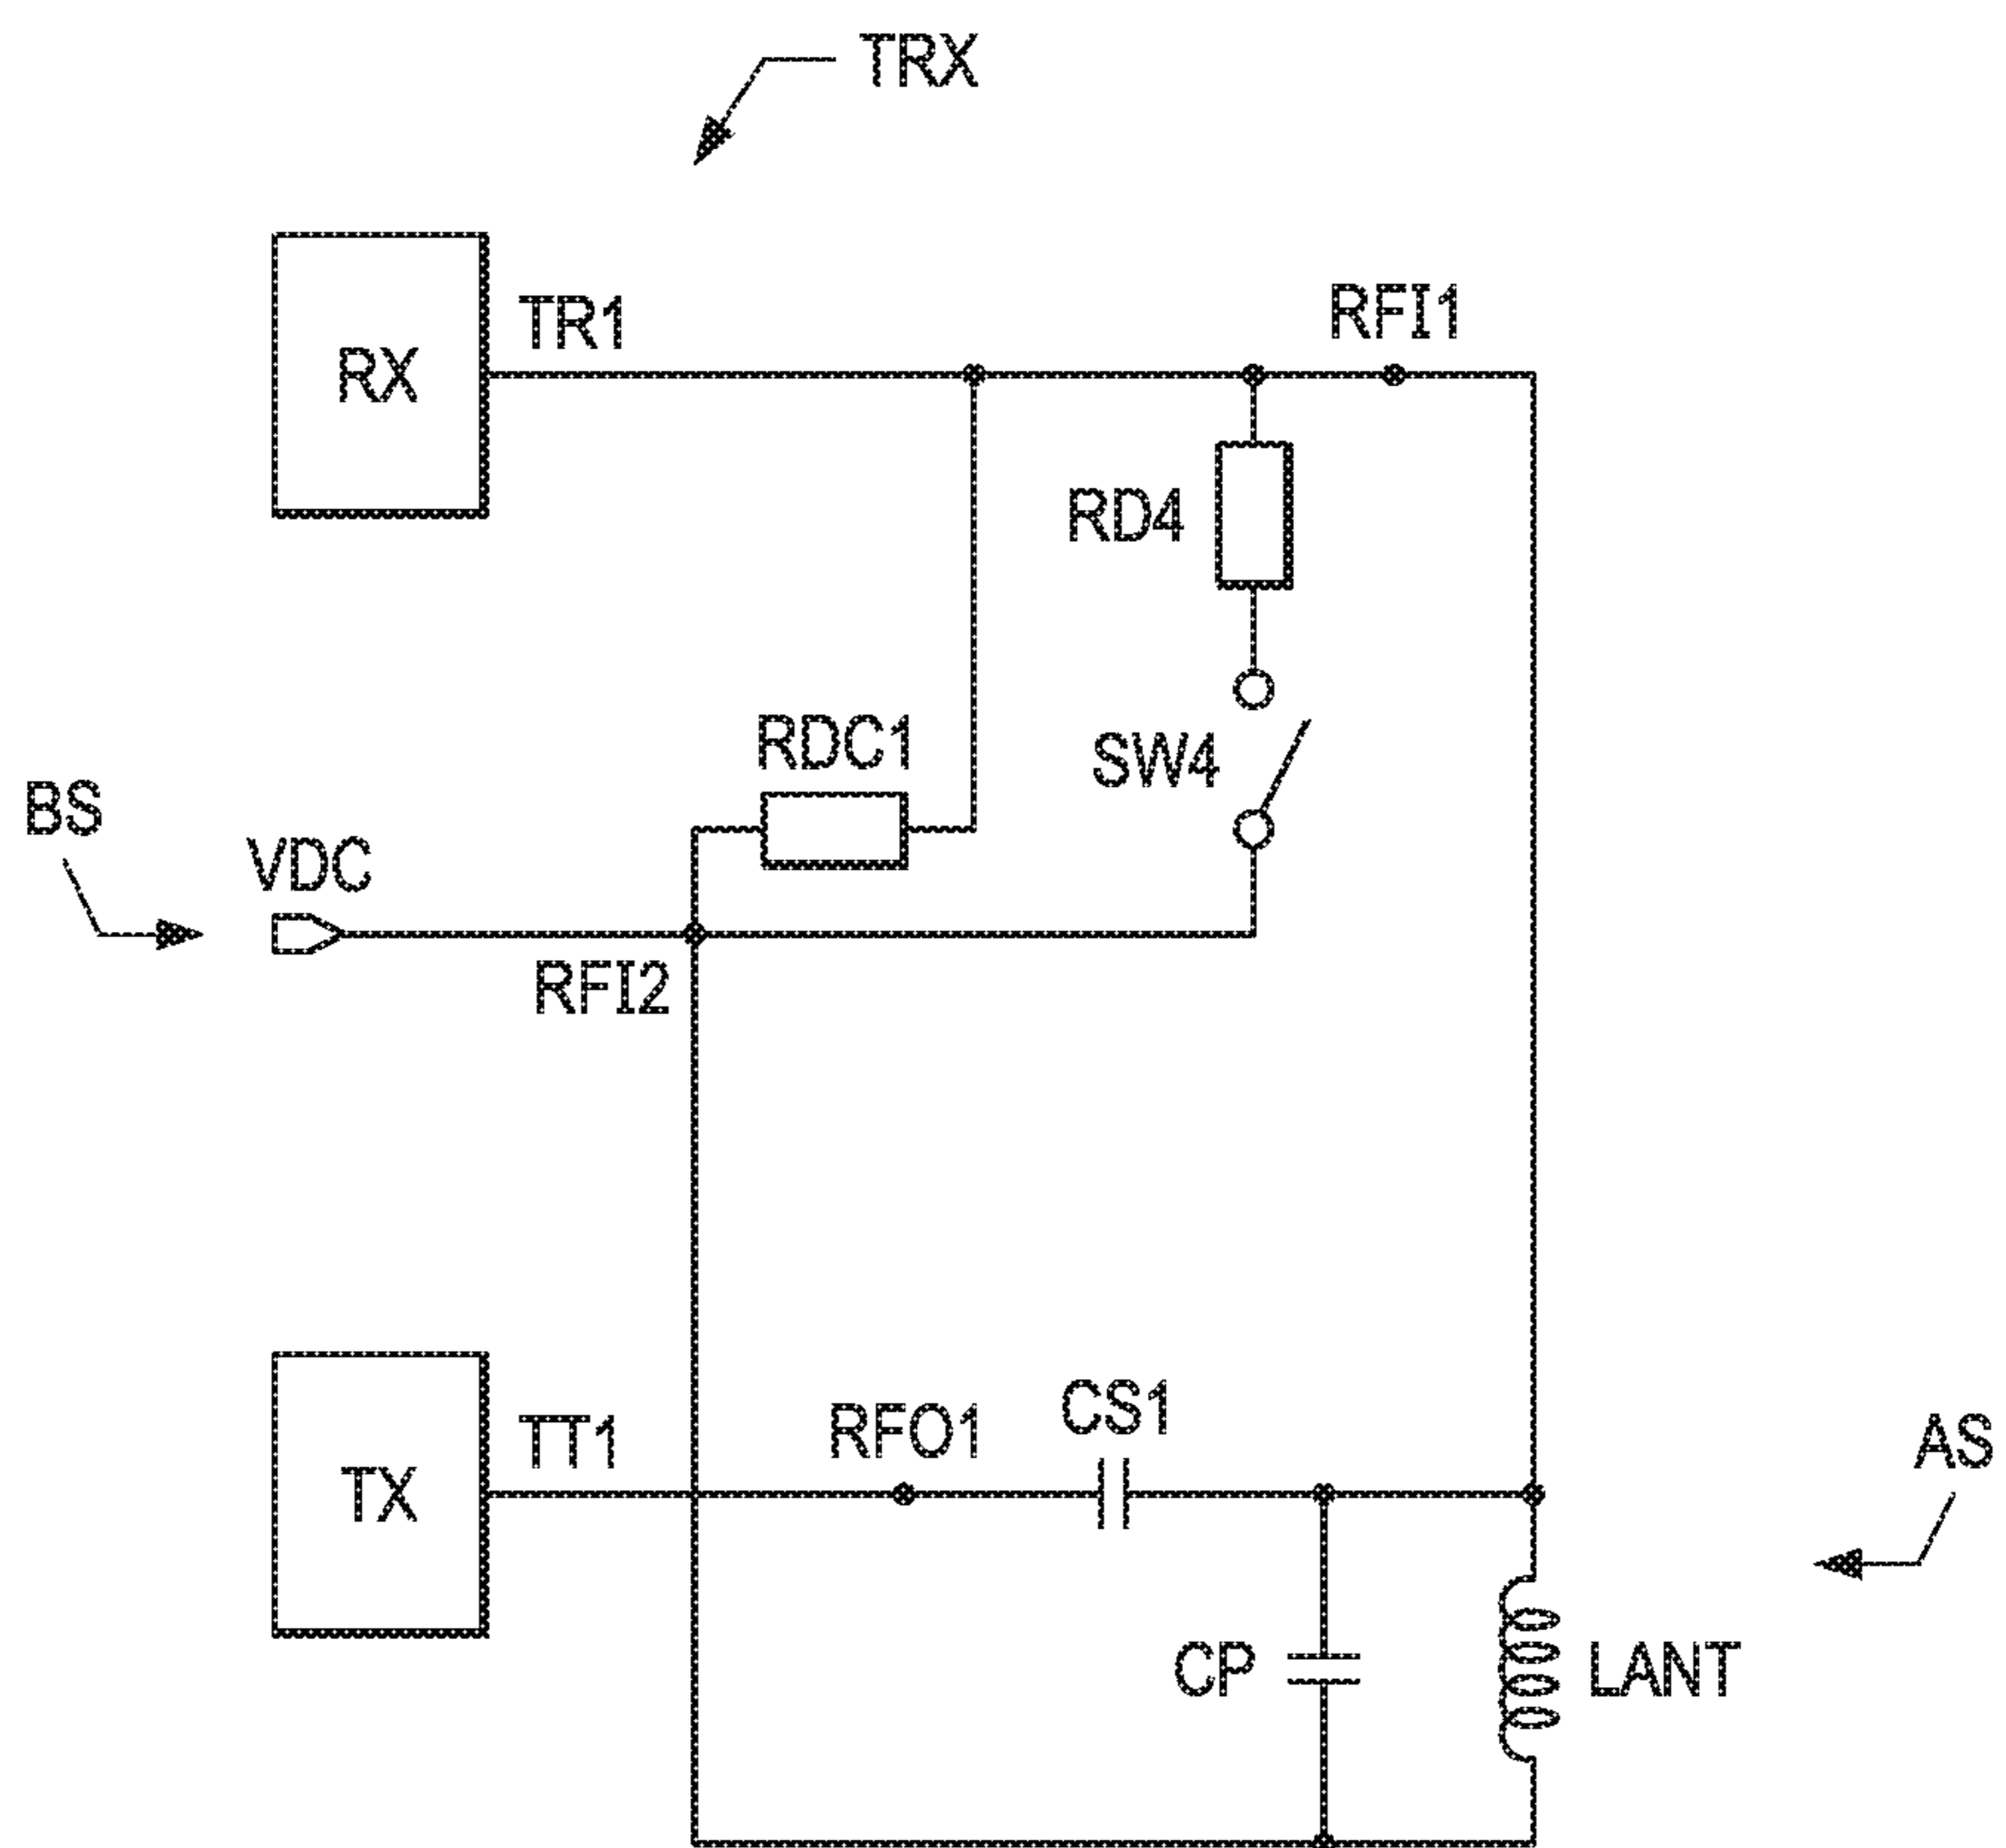 TRX
RX
TR1
RFI1
RD4
RDC1
SW4
BS
VDC
RFI2
TX
TT1
RFO1
CS1
AS
CP
LANT